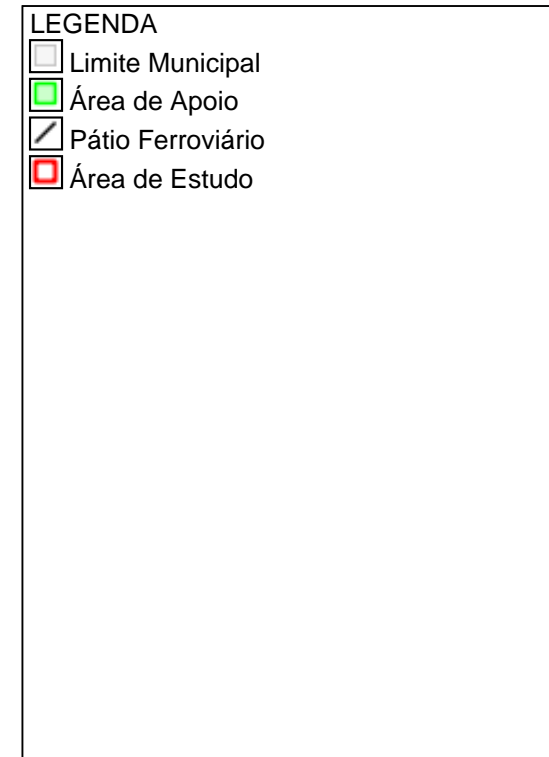 LEGENDA
Limite Municipal
Área de Apoio
Pátio Ferroviário
Área de Estudo